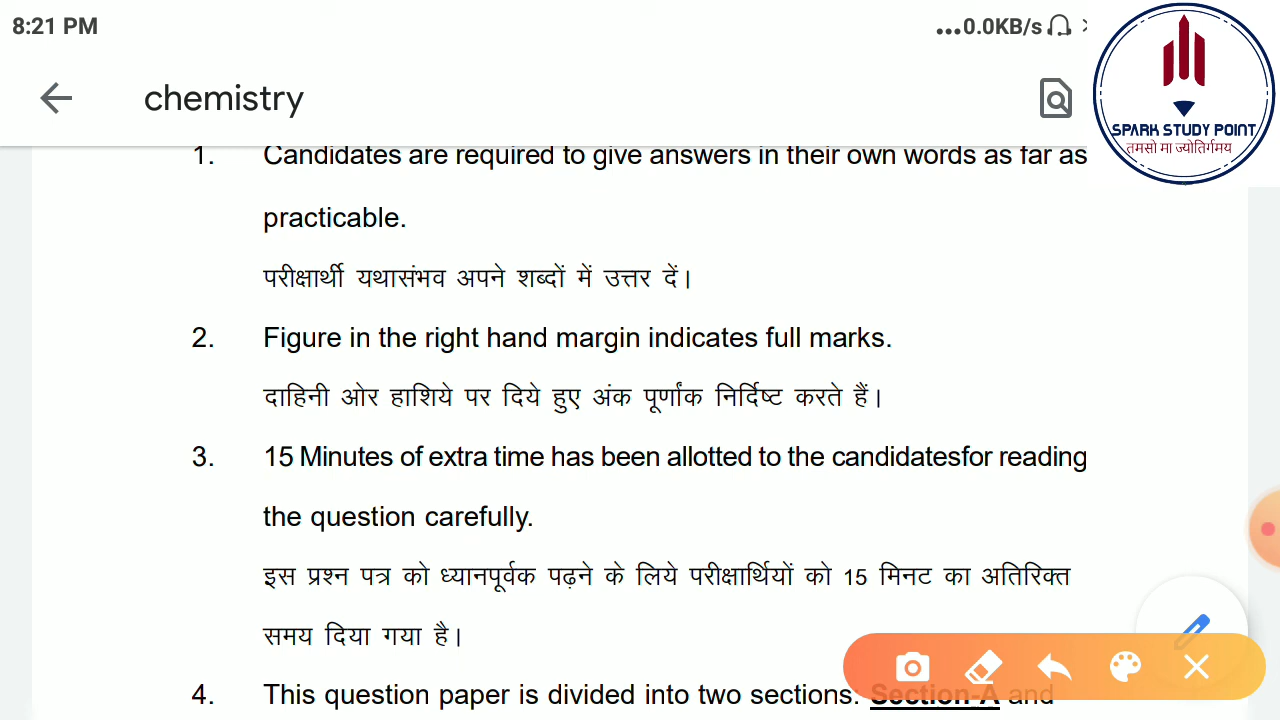 8:21 PM
...0.0KB/s
chemistry
SPARK STUDY POINT
तमसो मा ज्योतिर्गमय
1. Candidates are required to give answers in their own words as far as
practicable.
परीक्षार्थी यथासंभव अपने शब्दों में उत्तर दें।
2. Figure in the right hand margin indicates full marks.
दाहिनी ओर हाशिये पर दिये हुए अंक पूर्णांक निर्दिष्ट करते हैं।
3. 15 Minutes of extra time has been allotted to the candidatesfor reading
the question carefully.
इस प्रश्न पत्र को ध्यानपूर्वक पढ़ने के लिये परीक्षार्थियों को 15 मिनट का अतिरिक्त
समय दिया गया है।
4. This question paper is divided into two sections: Section-A and